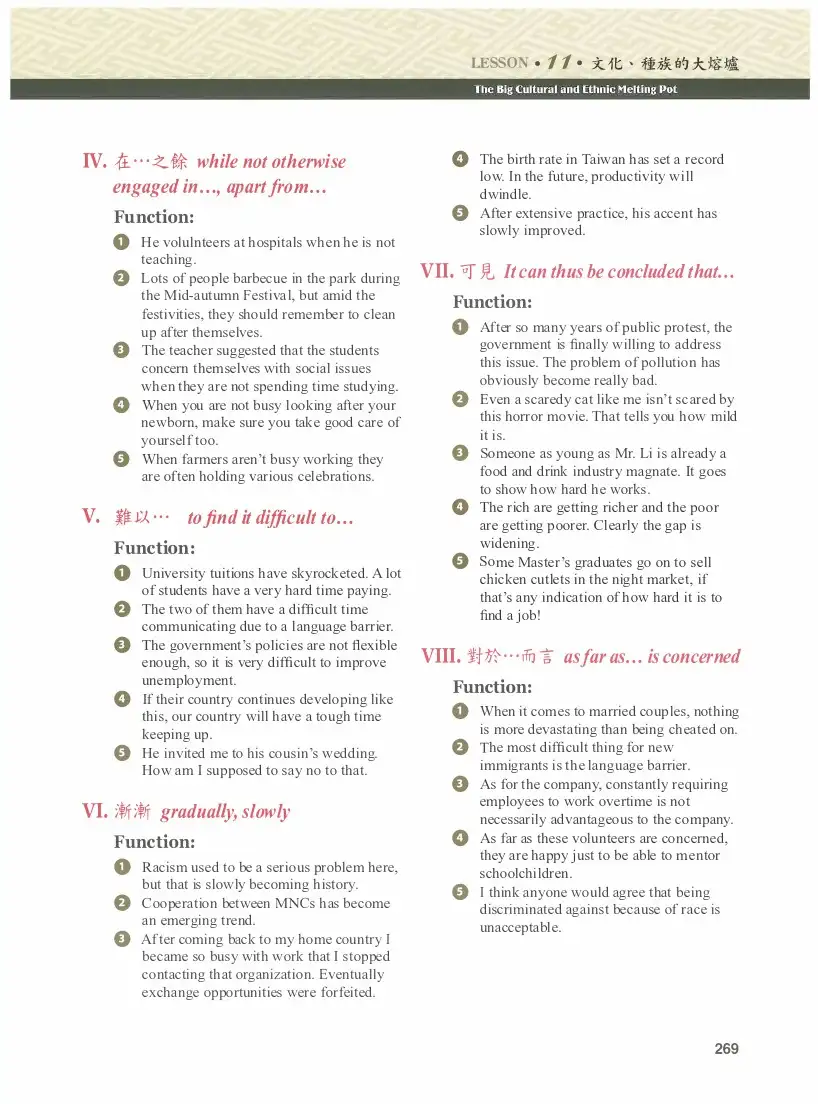 LESSON • 11 • 文化、種族的大熔爐
The Big Cultural and Ethnic Melting Pot
IV. 在…之餘 while not otherwise
engaged in…, apart from…
Function:
1 He volulnteers at hospitals when he is not
teaching.
2 Lots of people barbecue in the park during
the Mid-autumn Festival, but amid the
festivities, they should remember to clean
up after themselves.
3 The teacher suggested that the students
concern themselves with social issues
when they are not spending time studying.
4 When you are not busy looking after your
newborn, make sure you take good care of
yourself too.
5 When farmers aren't busy working they
are often holding various celebrations.
V. 難以… to find it difficult to…
Function:
1 University tuitions have skyrocketed. A lot
of students have a very hard time paying.
2 The two of them have a difficult time
communicating due to a language barrier.
3 The government's policies are not flexible
enough, so it is very difficult to improve
unemployment.
4 If their country continues developing like
this, our country will have a tough time
keeping up.
5 He invited me to his cousin's wedding.
How am I supposed to say no to that.
VI. 漸漸 gradually, slowly
Function:
1 Racism used to be a serious problem here,
but that is slowly becoming history.
2 Cooperation between MNCs has become
an emerging trend.
3 After coming back to my home country I
became so busy with work that I stopped
contacting that organization. Eventually
exchange opportunities were forfeited.
4 The birth rate in Taiwan has set a record
low. In the future, productivity will
dwindle.
5 After extensive practice, his accent has
slowly improved.
VII. 可見 It can thus be concluded that…
Function:
1 After so many years of public protest, the
government is finally willing to address
this issue. The problem of pollution has
obviously become really bad.
2 Even a scaredy cat like me isn't scared by
this horror movie. That tells you how mild
it is.
3 Someone as young as Mr. Li is already a
food and drink industry magnate. It goes
to show how hard he works.
4 The rich are getting richer and the poor
are getting poorer. Clearly the gap is
widening.
5 Some Master's graduates go on to sell
chicken cutlets in the night market, if
that's any indication of how hard it is to
find a job!
VIII. 對於…而言 as far as… is concerned
Function:
1 When it comes to married couples, nothing
is more devastating than being cheated on.
2 The most difficult thing for new
immigrants is the language barrier.
3 As for the company, constantly requiring
employees to work overtime is not
necessarily advantageous to the company.
4 As far as these volunteers are concerned,
they are happy just to be able to mentor
schoolchildren.
5 I think anyone would agree that being
discriminated against because of race is
unacceptable.
269